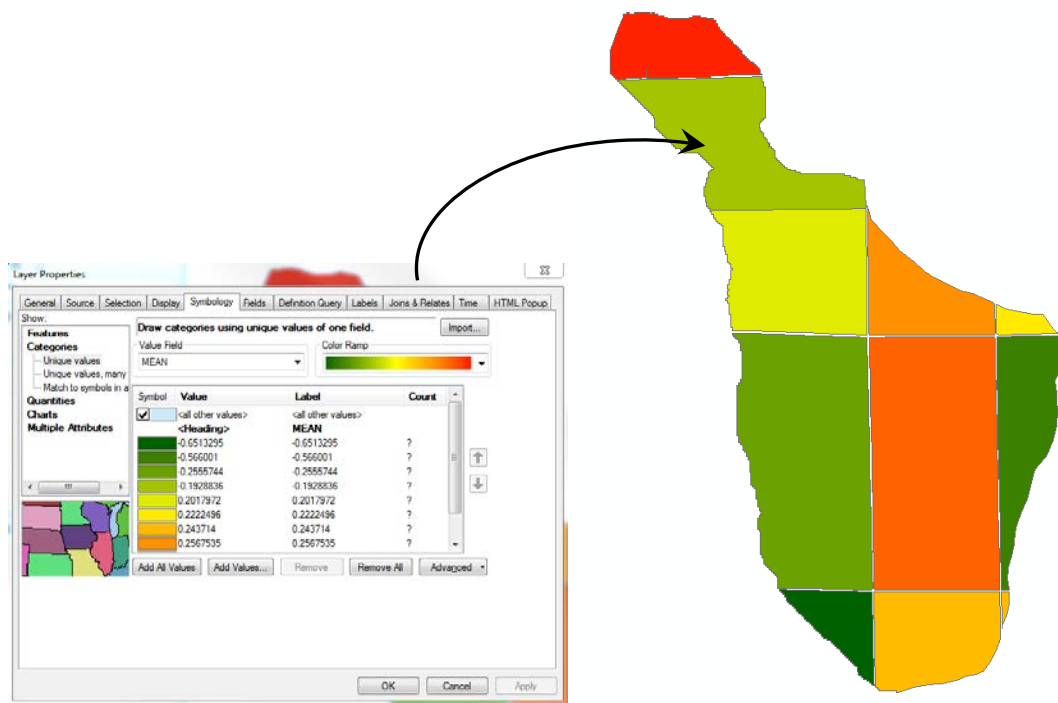 Layer Properties
General Source Selection Display Symbology Fields Definition Query Labels Joins & Relates Time HTML Popup
Show:
Features
Categories
Unique values
Unique values, many
Match to symbols in a
Quantities
Charts
Multiple Attributes
Draw categories using unique values of one field.
Import...
Value Field
MEAN
Color Ramp
Symbol Value Label Count
<all other values> <all other values>
<Heading> MEAN
-0.6513295 -0.6513295 ?
-0.566001 -0.566001 ?
-0.2555744 -0.2555744 ?
-0.1928836 -0.1928836 ?
0.2017972 0.2017972 ?
0.2222496 0.2222496 ?
0.243714 0.243714 ?
0.2567535 0.2567535 ?
Add All Values Add Values... Remove Remove All Advanced
OK Cancel Apply